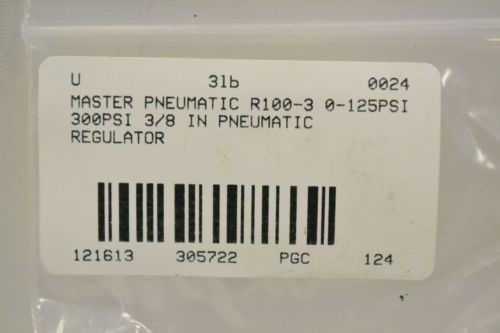 U 31b 0024
MASTER PNEUMATIC R100-3 0-125PSI
300PSI 3/8 IN PNEUMATIC
REGULATOR
121613 305722 PGC 124